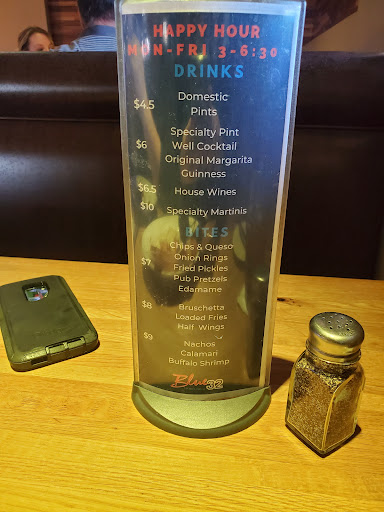 HAPPY HOUR
MON-FRI 3-6:30
DRINKS
$4.5
Domestic
Pints
$6
Specialty Pint
Well Cocktail
Original Margarita
Guinness
$6.5 House Wines
$10 Specialty Martinis
BITES
$7
Chips & Queso
Onion Rings
Fried Pickles
Pub Pretzels
Edamame
$8
Bruschetta
Loaded Fries
Half Wings
$9
Nachos
Calamari
Buffalo Shrimp
Blue 32